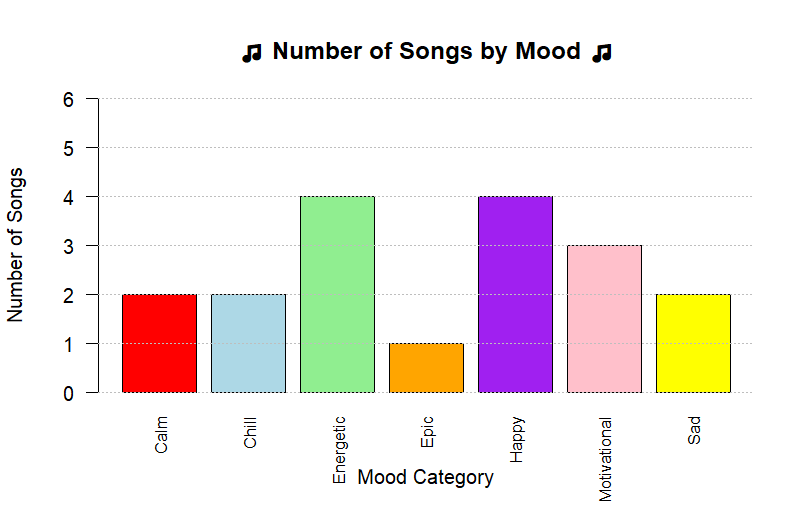 ♫ Number of Songs by Mood ♫
Number of Songs
6
5
4
3
2
1
0
Calm
Chill
Energetic
Epic
Happy
Motivational
Sad
Mood Category